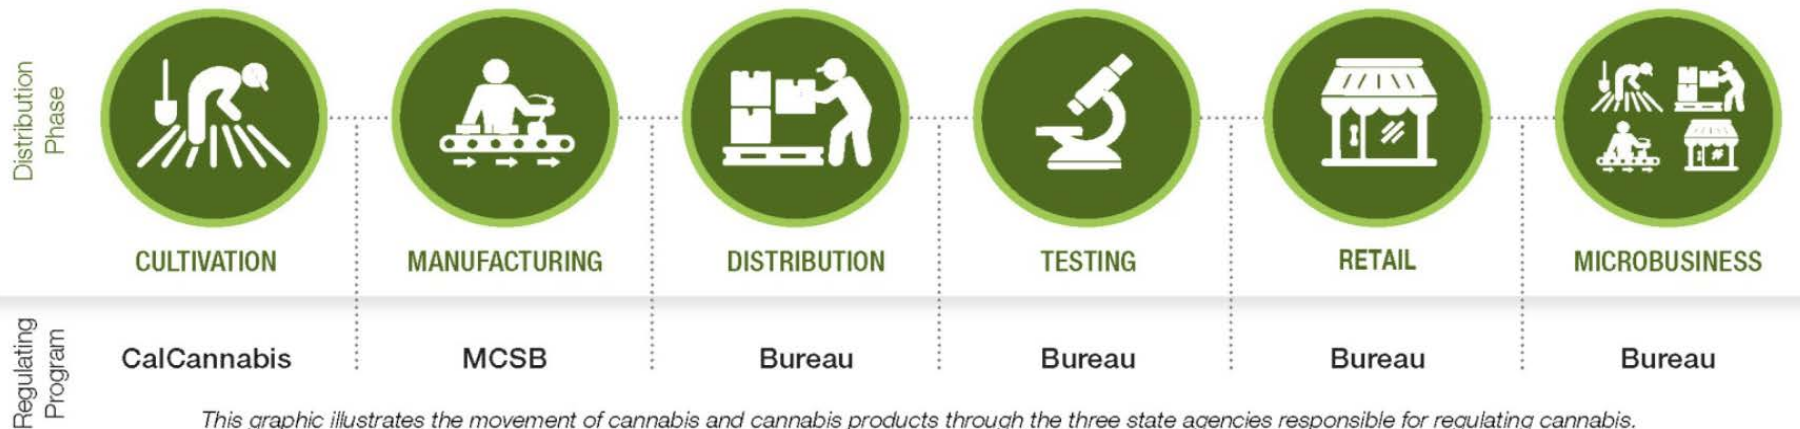 Distribution
Phase
CULTIVATION
MANUFACTURING
DISTRIBUTION
TESTING
RETAIL
MICROBUSINESS
Regulating
Program
CalCannabis
MCSB
Bureau
Bureau
Bureau
Bureau
This graphic illustrates the movement of cannabis and cannabis products through the three state agencies responsible for regulating cannabis.